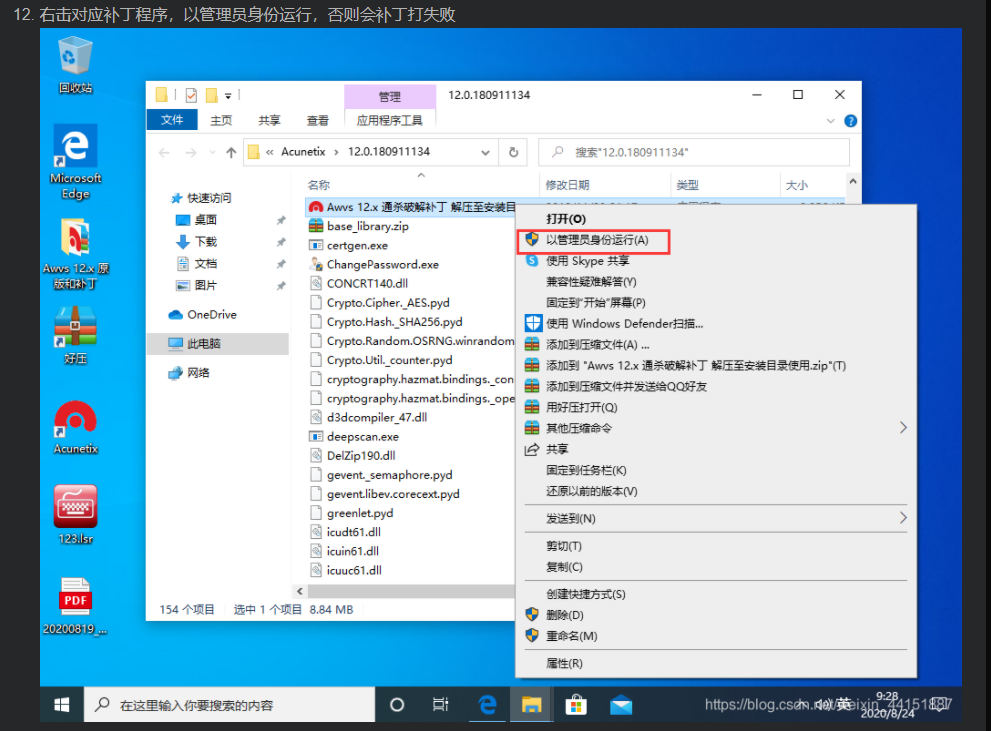 12. 右击对应补丁程序，以管理员身份运行，否则会补丁打失败
回收站
管理
12.0.180911134
文件 主页 共享 查看 应用程序工具
« Acunetix › 12.0.180911134
搜索"12.0.180911134"
Microsoft Edge
名称 修改日期 类型 大小
快速访问
桌面
下载
文档
图片
OneDrive
此电脑
网络
Awvs 12.x 原版和补丁
好压
Acunetix
123.lsr
20200819_...
PDF
Awvs 12.x 通杀破解补丁 解压至安装目
base_library.zip
certgen.exe
ChangePassword.exe
CONCRT140.dll
Crypto.Cipher._AES.pyd
Crypto.Hash._SHA256.pyd
Crypto.Random.OSRNG.winrandom
Crypto.Util._counter.pyd
cryptography.hazmat.bindings._con
cryptography.hazmat.bindings._ope
d3dcompiler_47.dll
deepscan.exe
DelZip190.dll
gevent._semaphore.pyd
gevent.libev.corecext.pyd
greenlet.pyd
icudt61.dll
icuin61.dll
icuuc61.dll
打开(O)
以管理员身份运行(A)
使用 Skype 共享
兼容性疑难解答(Y)
固定到"开始"屏幕(P)
使用 Windows Defender扫描...
添加到压缩文件(A) ...
添加到 "Awvs 12.x 通杀破解补丁 解压至安装目录使用.zip"(T)
添加到压缩文件并发送给QQ好友
用好压打开(Q)
其他压缩命令
共享
固定到任务栏(K)
还原以前的版本(V)
发送到(N)
剪切(T)
复制(C)
创建快捷方式(S)
删除(D)
重命名(M)
属性(R)
154 个项目 选中 1 个项目 8.84 MB
在这里输入你要搜索的内容
英
9:28
2020/8/24
https://blog.csdn.net/weixin_44151887